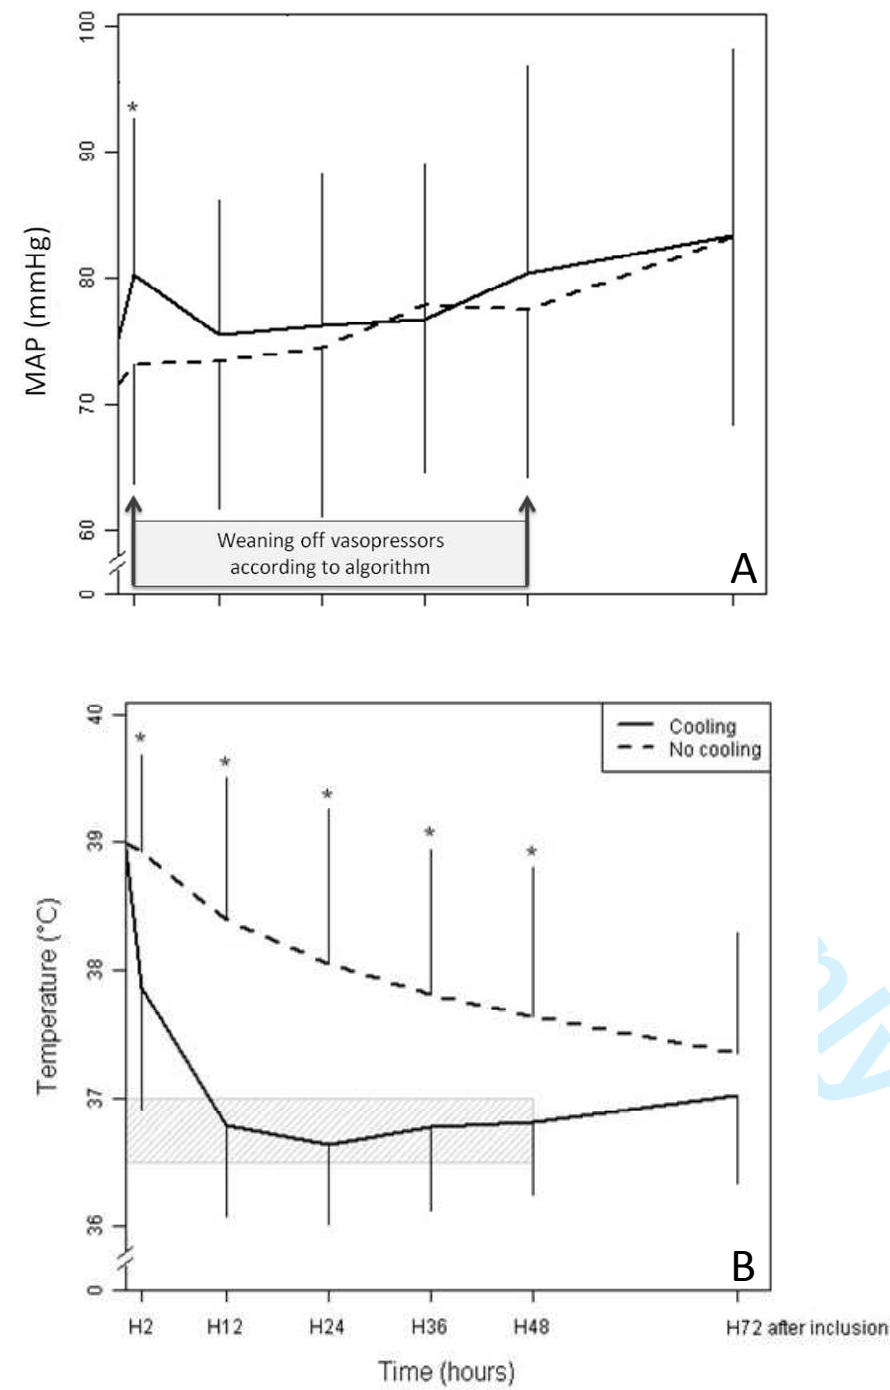 100
90
80
70
60
0
MAP (mmHg)
*
Weaning off vasopressors
according to algorithm
A
40
39
38
37
36
0
Temperature (°C)
* * * * *
Cooling
No cooling
B
H2 H12 H24 H36 H48 H72 after inclusion
Time (hours)